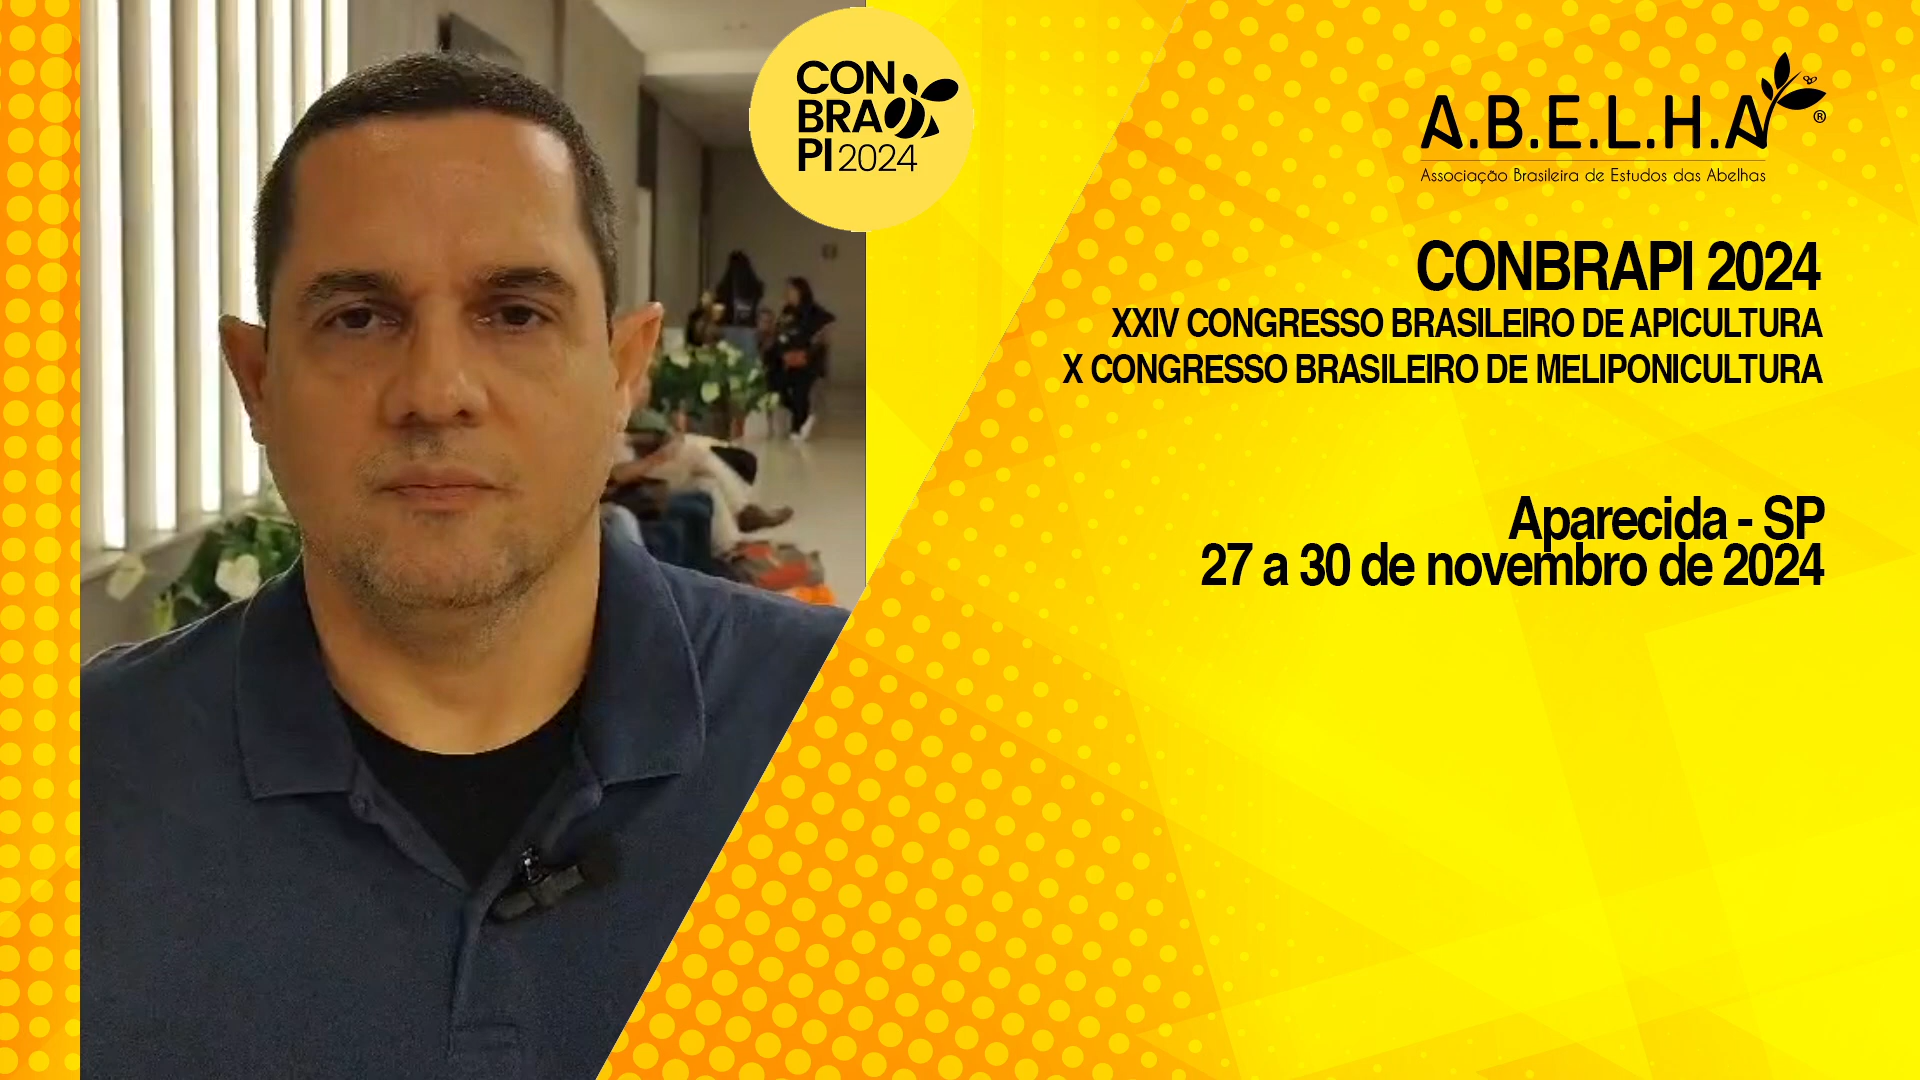 CON
BRA
PI 2024
A.B.E.L.H.A ®
Associação Brasileira de Estudos das Abelhas
CONBRAPI 2024
XXIV CONGRESSO BRASILEIRO DE APICULTURA
X CONGRESSO BRASILEIRO DE MELIPONICULTURA
Aparecida - SP
27 a 30 de novembro de 2024